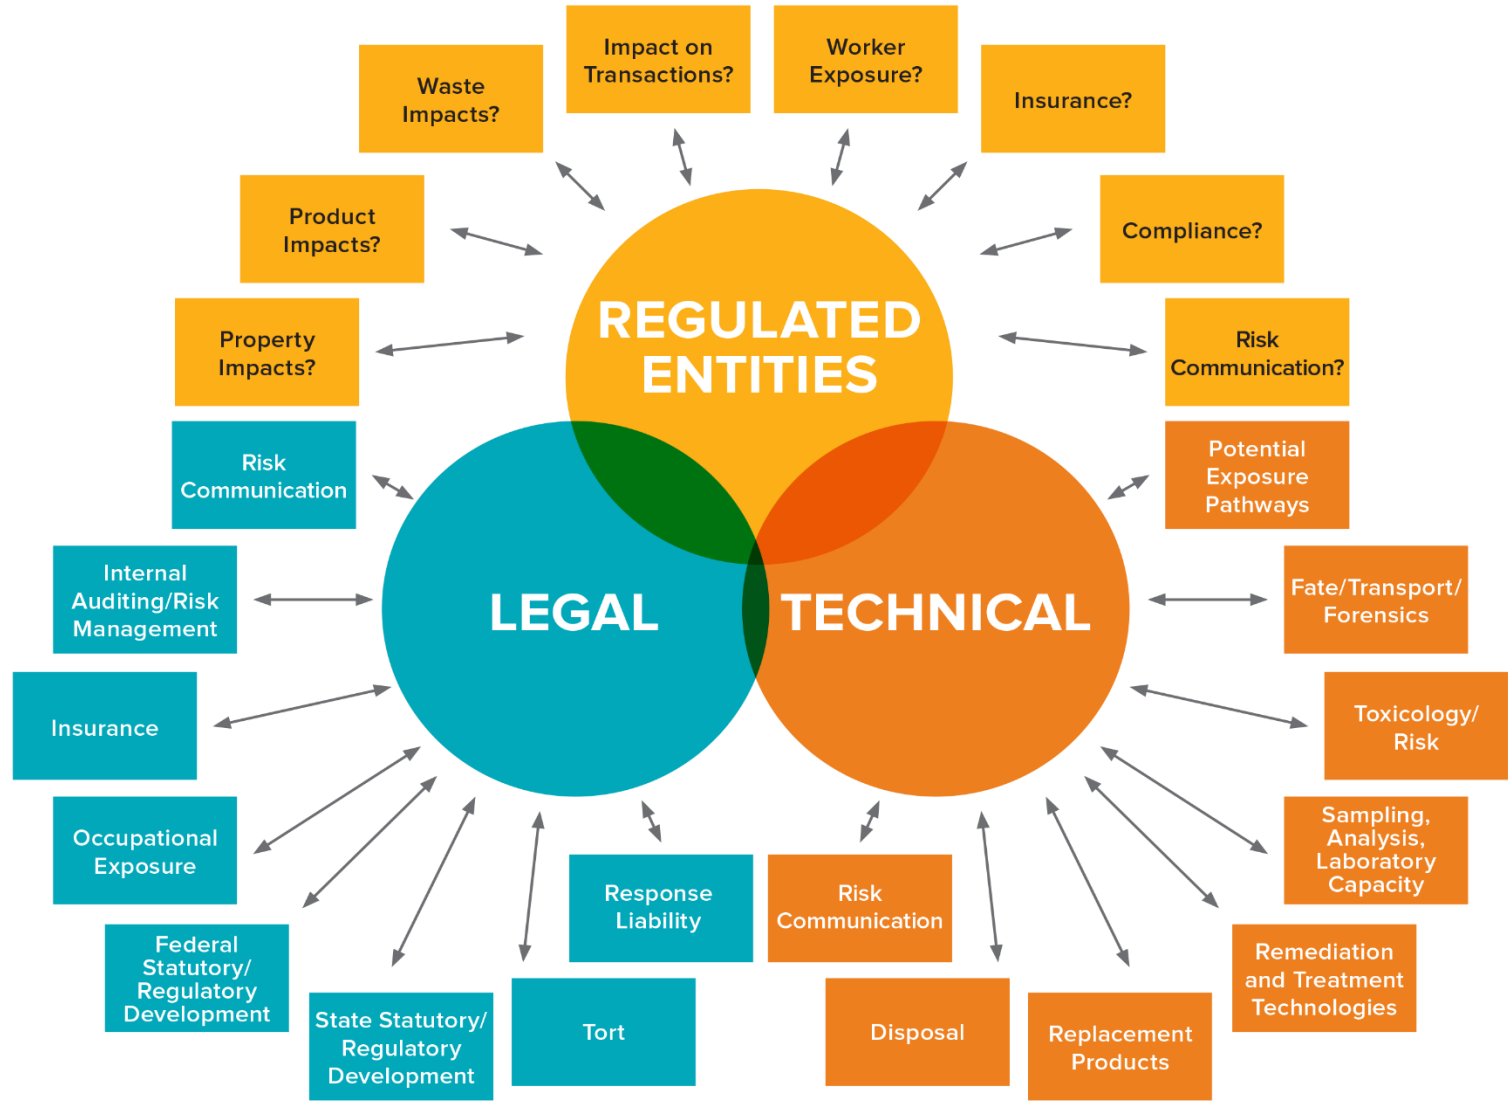 Impact on
Transactions?
Worker
Exposure?
Waste
Impacts?
Insurance?
Product
Impacts?
Compliance?
Property
Impacts?
REGULATED
ENTITIES
Risk
Communication?
Risk
Communication
Potential
Exposure
Pathways
Internal
Auditing/Risk
Management
LEGAL
TECHNICAL
Fate/Transport/
Forensics
Insurance
Toxicology/
Risk
Occupational
Exposure
Sampling,
Analysis,
Laboratory
Capacity
Response
Liability
Risk
Communication
Federal
Statutory/
Regulatory
Development
Remediation
and Treatment
Technologies
State Statutory/
Regulatory
Development
Tort
Disposal
Replacement
Products